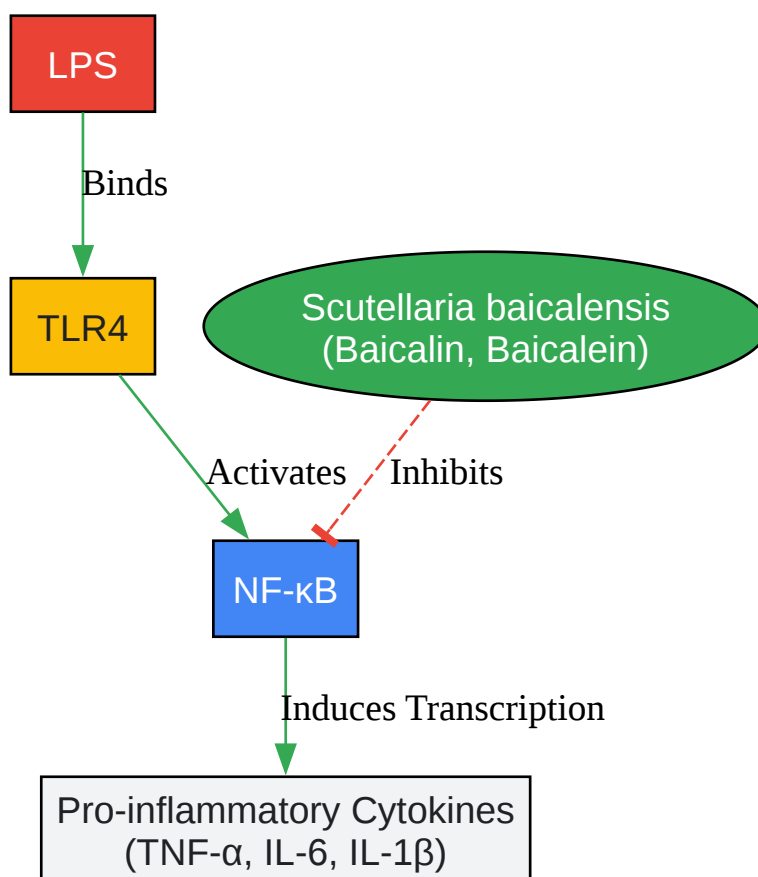 LPS
Binds
TLR4
Scutellaria baicalensis
(Baicalin, Baicalein)
Activates
Inhibits
NF-κB
Induces Transcription
Pro-inflammatory Cytokines
(TNF-α, IL-6, IL-1β)